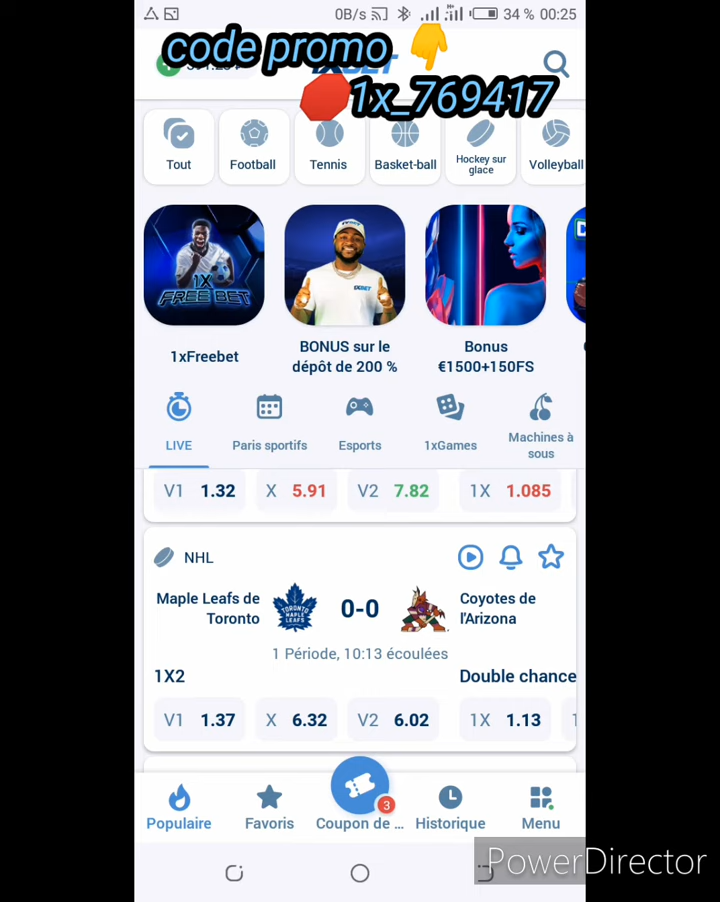 0B/s 34 % 00:25
code promo
1x_769417
Tout
Football
Tennis
Basket-ball
Hockey sur
glace
Volleyball
1X
FREE BET
1XBET
1xFreebet
BONUS sur le
dépôt de 200 %
Bonus
€1500+150FS
LIVE
Paris sportifs
Esports
1xGames
Machines à
sous
V1 1.32 X 5.91 V2 7.82 1X 1.085
NHL
Maple Leafs de
Toronto
TORONTO
MAPLE
LEAFS
0-0
Coyotes de
l'Arizona
1 Période, 10:13 écoulées
1X2 Double chance
V1 1.37 X 6.32 V2 6.02 1X 1.13
3
Populaire
Favoris
Coupon de ...
Historique
Menu
PowerDirector